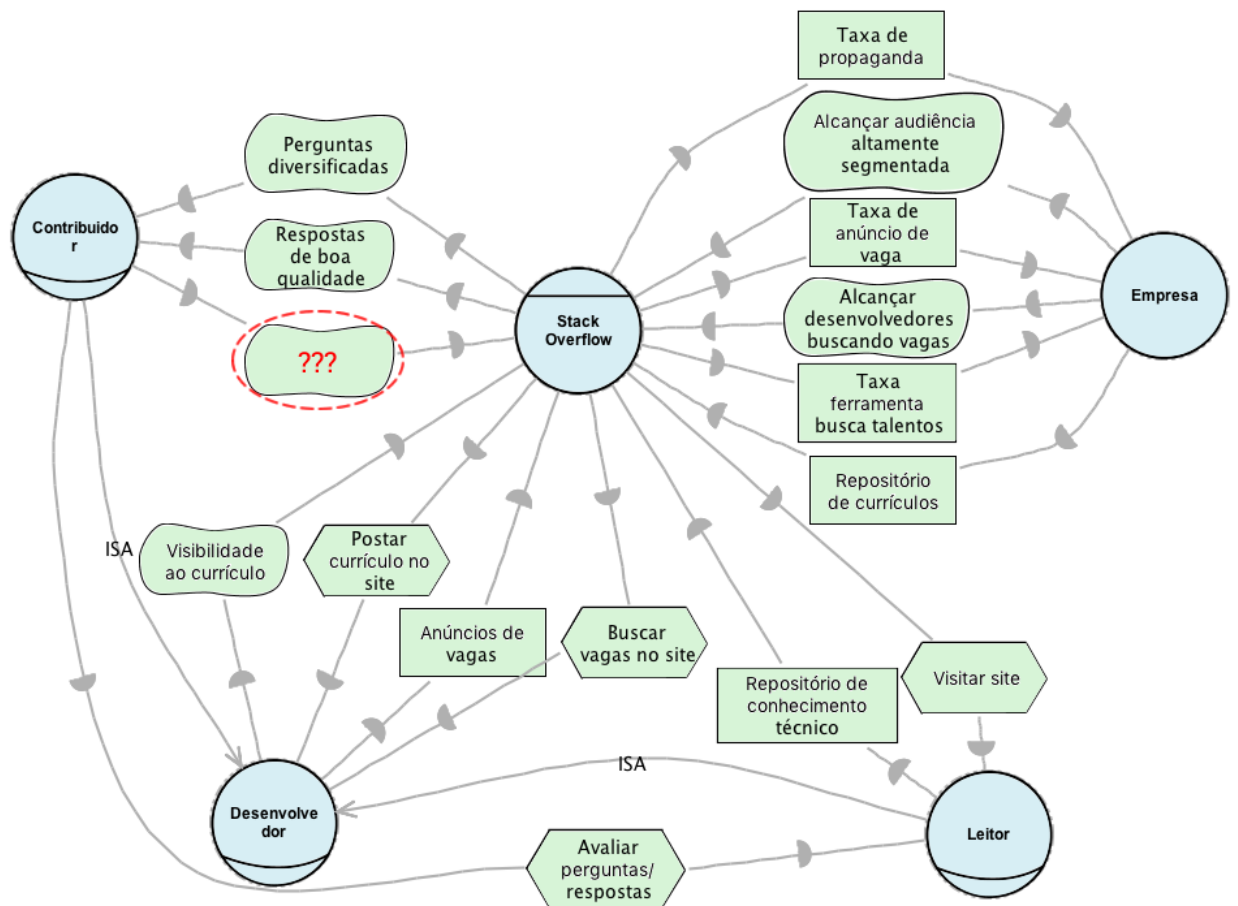 Taxa de
propaganda
Alcançar audiência
altamente
segmentada
Perguntas
diversificadas
Contribuido
r
Respostas
de boa
qualidade
Taxa de
anúncio de
vaga
Empresa
Stack
Overflow
Alcançar
desenvolvedores
buscando vagas
???
Taxa
ferramenta
busca talentos
Repositório
de currículos
ISA
Visibilidade
ao currículo
Postar
currículo no
site
Anúncios de
vagas
Buscar
vagas no site
Repositório de
conhecimento
técnico
Visitar site
ISA
Desenvolve
dor
Leitor
Avaliar
perguntas/
respostas